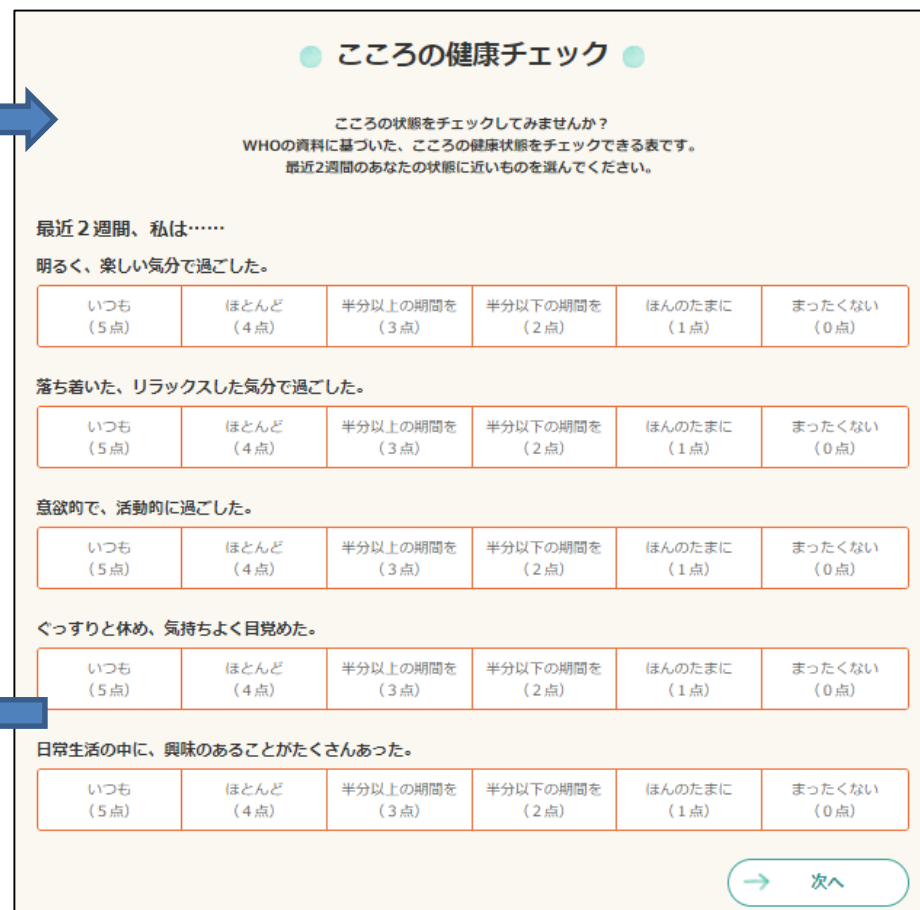 こころの健康チェック
こころの状態をチェックしてみませんか？
WHOの資料に基づいた、こころの健康状態をチェックできる表です。
最近2週間のあなたの状態に近いものを選んでください。
最近２週間、私は……
明るく、楽しい気分で過ごした。
いつも ほとんど 半分以上の期間を 半分以下の期間を ほんのたまに まったくない
（5点） （4点） （3点） （2点） （1点） （0点）
落ち着いた、リラックスした気分で過ごした。
いつも ほとんど 半分以上の期間を 半分以下の期間を ほんのたまに まったくない
（5点） （4点） （3点） （2点） （1点） （0点）
意欲的で、活動的に過ごした。
いつも ほとんど 半分以上の期間を 半分以下の期間を ほんのたまに まったくない
（5点） （4点） （3点） （2点） （1点） （0点）
ぐっすりと休め、気持ちよく目覚めた。
いつも ほとんど 半分以上の期間を 半分以下の期間を ほんのたまに まったくない
（5点） （4点） （3点） （2点） （1点） （0点）
日常生活の中に、興味のあることがたくさんあった。
いつも ほとんど 半分以上の期間を 半分以下の期間を ほんのたまに まったくない
（5点） （4点） （3点） （2点） （1点） （0点）
次へ